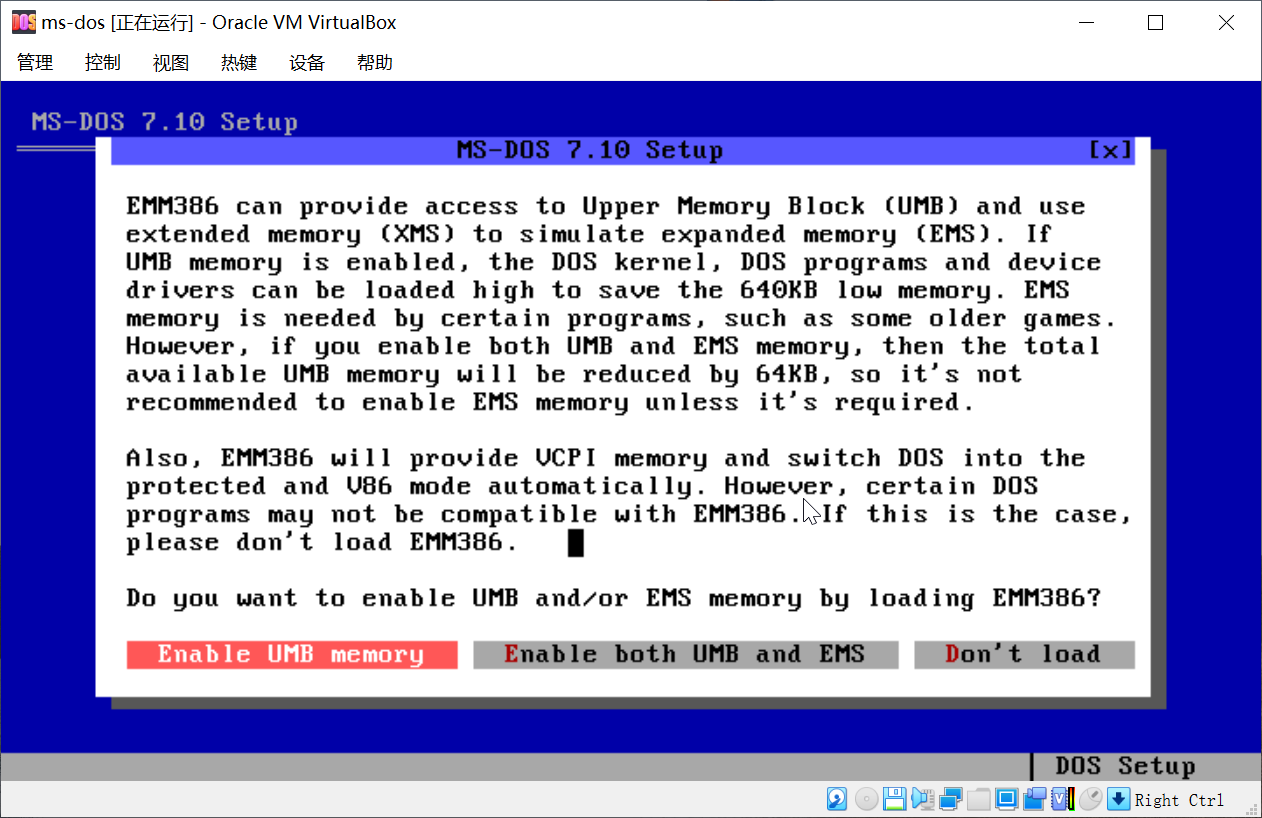 ms-dos [正在运行] - Oracle VM VirtualBox
管理 控制 视图 热键 设备 帮助
MS-DOS 7.10 Setup
MS-DOS 7.10 Setup [x]
EMM386 can provide access to Upper Memory Block (UMB) and use
extended memory (XMS) to simulate expanded memory (EMS). If
UMB memory is enabled, the DOS kernel, DOS programs and device
drivers can be loaded high to save the 640KB low memory. EMS
memory is needed by certain programs, such as some older games.
However, if you enable both UMB and EMS memory, then the total
available UMB memory will be reduced by 64KB, so it's not
recommended to enable EMS memory unless it's required.
Also, EMM386 will provide VCPI memory and switch DOS into the
protected and V86 mode automatically. However, certain DOS
programs may not be compatible with EMM386. If this is the case,
please don't load EMM386.
Do you want to enable UMB and/or EMS memory by loading EMM386?
Enable UMB memory Enable both UMB and EMS Don't load
DOS Setup
Right Ctrl